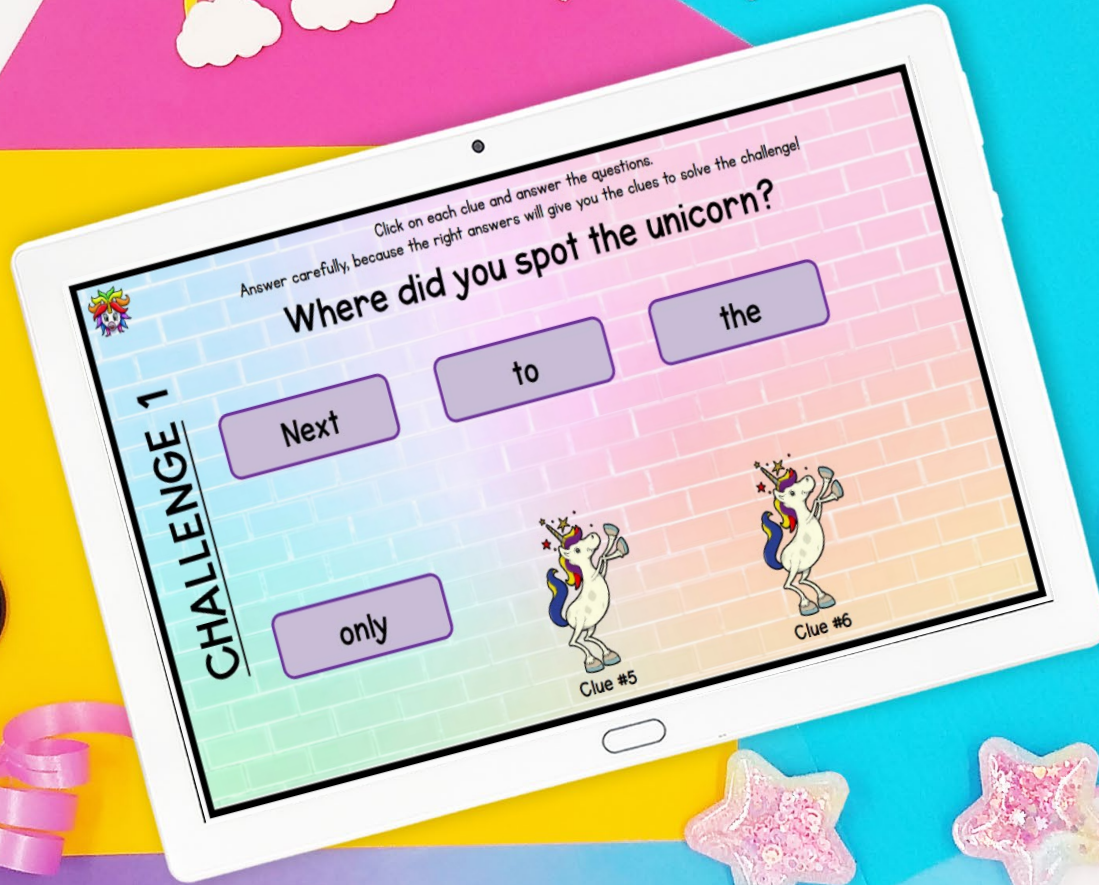 Click on each clue and answer the questions.
Answer carefully, because the right answers will give you the clues to solve the challenge!
Where did you spot the unicorn?
CHALLENGE 1
Next
to
the
only
Clue #5
Clue #6